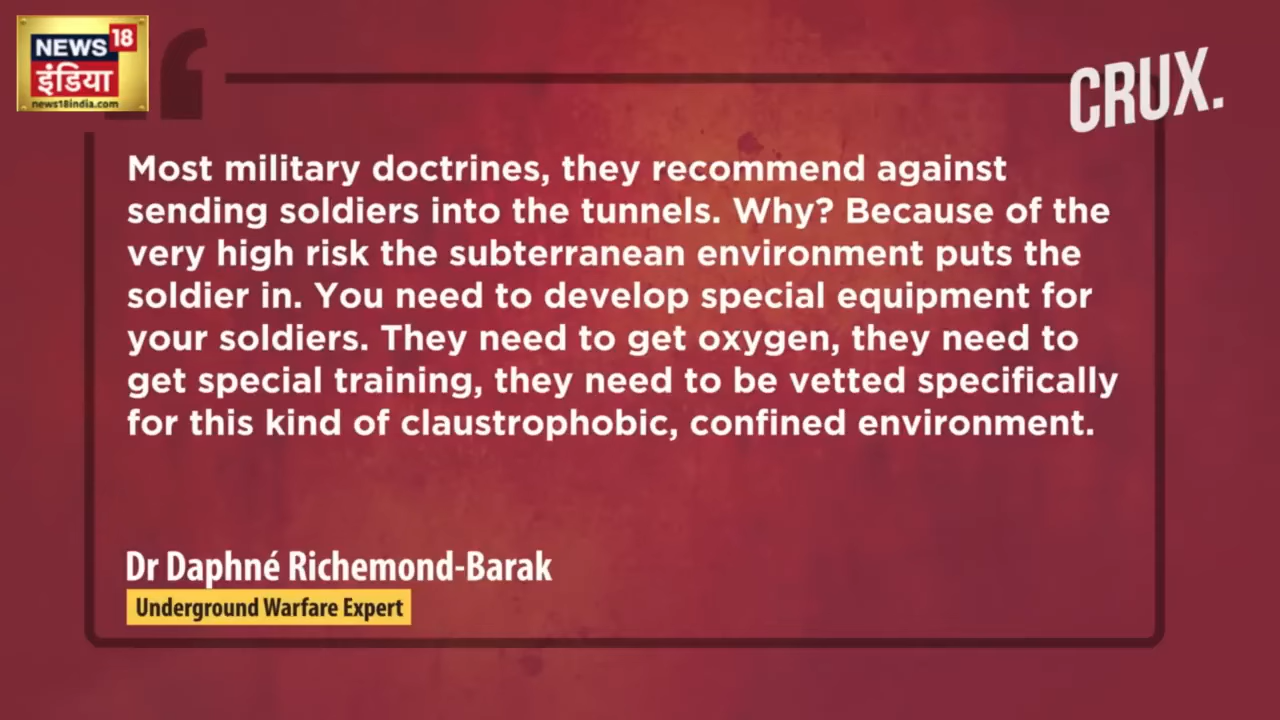 NEWS 18
इंडिया
news18india.com
CRUX.
Most military doctrines, they recommend against
sending soldiers into the tunnels. Why? Because of the
very high risk the subterranean environment puts the
soldier in. You need to develop special equipment for
your soldiers. They need to get oxygen, they need to
get special training, they need to be vetted specifically
for this kind of claustrophobic, confined environment.
Dr Daphné Richemond-Barak
Underground Warfare Expert